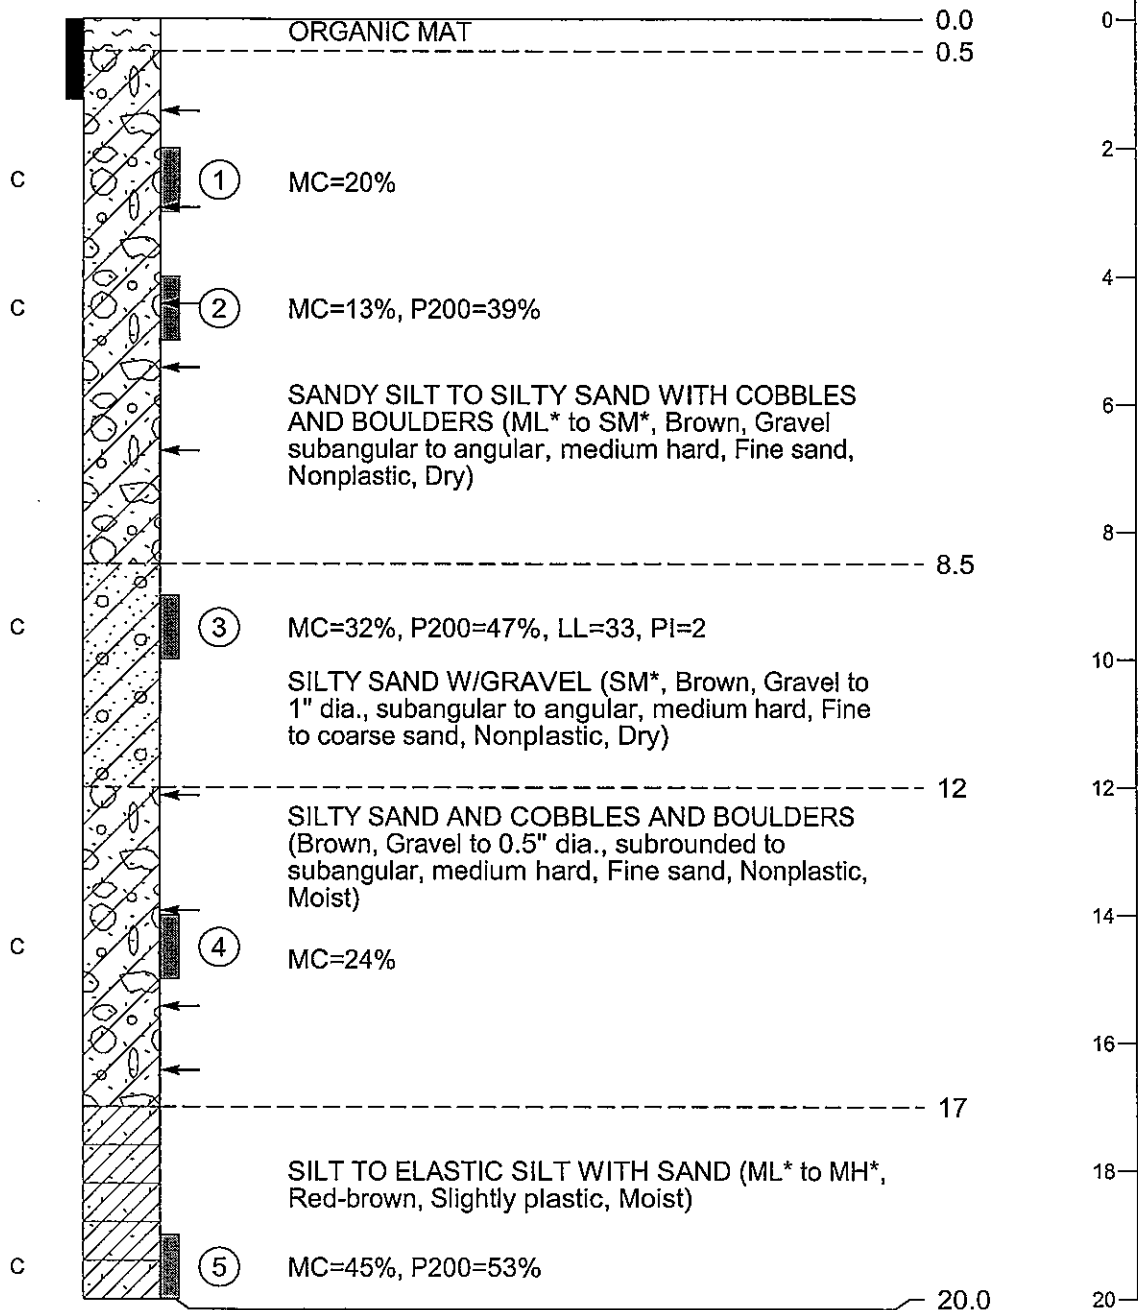 ORGANIC MAT
0.0
0
0.5
2
C 1 MC=20%
4
C 2 MC=13%, P200=39%
SANDY SILT TO SILTY SAND WITH COBBLES
AND BOULDERS (ML* to SM*, Brown, Gravel
6
subangular to angular, medium hard, Fine sand,
Nonplastic, Dry)
8
8.5
C 3 MC=32%, P200=47%, LL=33, PI=2
10
SILTY SAND W/GRAVEL (SM*, Brown, Gravel to
1" dia., subangular to angular, medium hard, Fine
to coarse sand, Nonplastic, Dry)
12
12
SILTY SAND AND COBBLES AND BOULDERS
(Brown, Gravel to 0.5" dia., subrounded to
subangular, medium hard, Fine sand, Nonplastic,
Moist)
14
C 4 MC=24%
16
17
SILT TO ELASTIC SILT WITH SAND (ML* to MH*,
18
Red-brown, Slightly plastic, Moist)
C 5 MC=45%, P200=53%
20.0
20